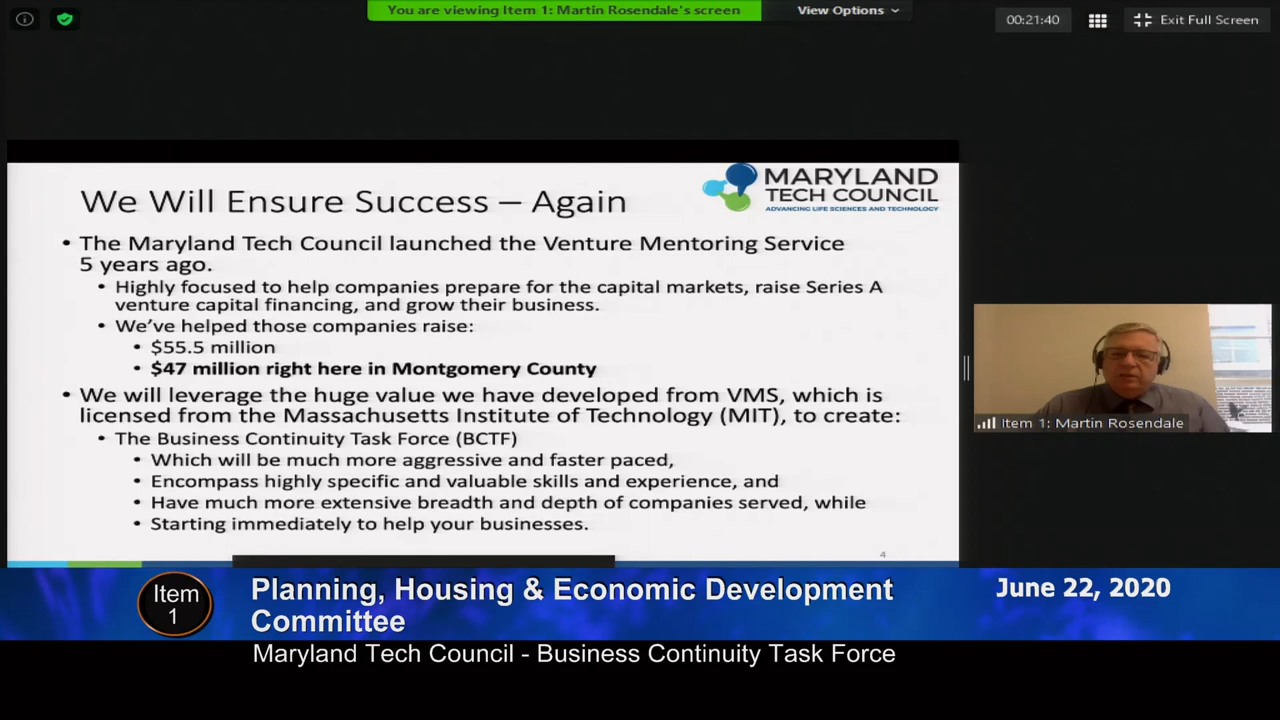 You are viewing Item 1: Martin Rosendale's screen
View Options
00:21:40
Exit Full Screen
We Will Ensure Success – Again
MARYLAND
TECH COUNCIL
ADVANCING LIFE SCIENCES AND TECHNOLOGY
• The Maryland Tech Council launched the Venture Mentoring Service
5 years ago.
• Highly focused to help companies prepare for the capital markets, raise Series A
venture capital financing, and grow their business.
• We've helped those companies raise:
• $55.5 million
• $47 million right here in Montgomery County
• We will leverage the huge value we have developed from VMS, which is
licensed from the Massachusetts Institute of Technology (MIT), to create:
• The Business Continuity Task Force (BCTF)
• Which will be much more aggressive and faster paced,
• Encompass highly specific and valuable skills and experience, and
• Have much more extensive breadth and depth of companies served, while
• Starting immediately to help your businesses.
4
Item 1: Martin Rosendale
Item
1
Planning, Housing & Economic Development
Committee
June 22, 2020
Maryland Tech Council - Business Continuity Task Force